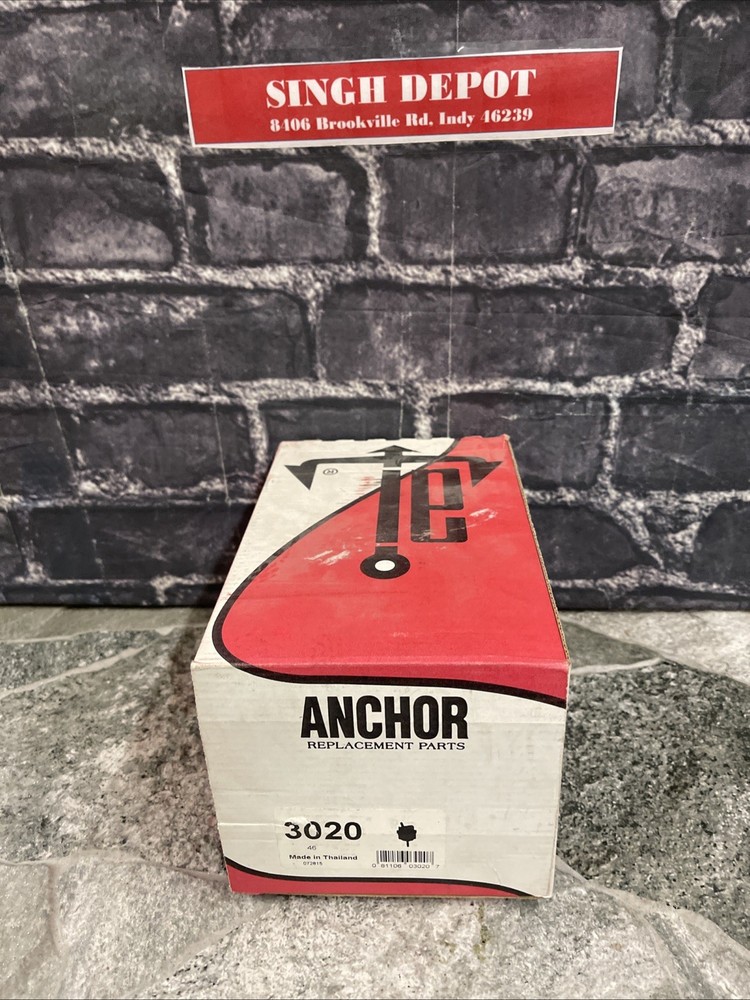 SINGH DEPOT
8406 Brookville Rd, Indy 46239
®
ANCHOR
REPLACEMENT PARTS
3020
46
Made in Thailand
072815
0 81106 03020 7